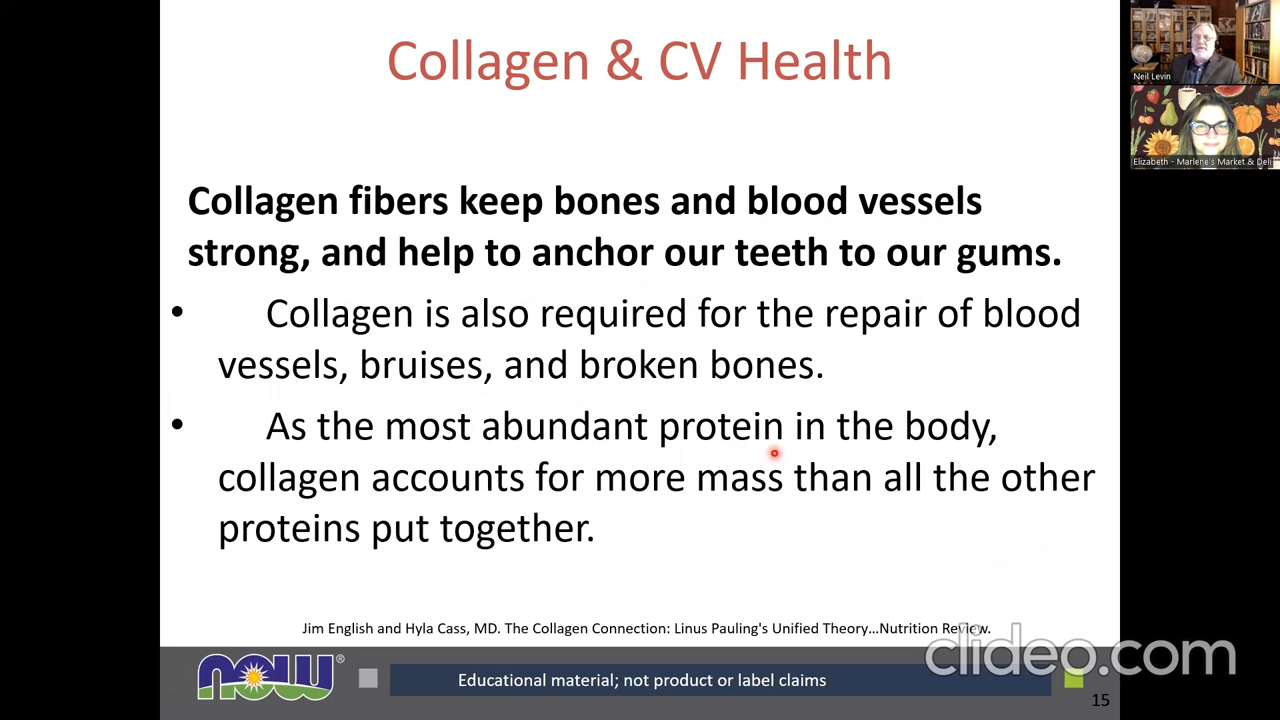 Collagen & CV Health
Neil Levin
Elizabeth - Marlene's Market & Deli
Collagen fibers keep bones and blood vessels
strong, and help to anchor our teeth to our gums.
• Collagen is also required for the repair of blood
vessels, bruises, and broken bones.
• As the most abundant protein in the body,
collagen accounts for more mass than all the other
proteins put together.
Jim English and Hyla Cass, MD. The Collagen Connection: Linus Pauling's Unified Theory…Nutrition Review.
clideo.com
now®
Educational material; not product or label claims
15